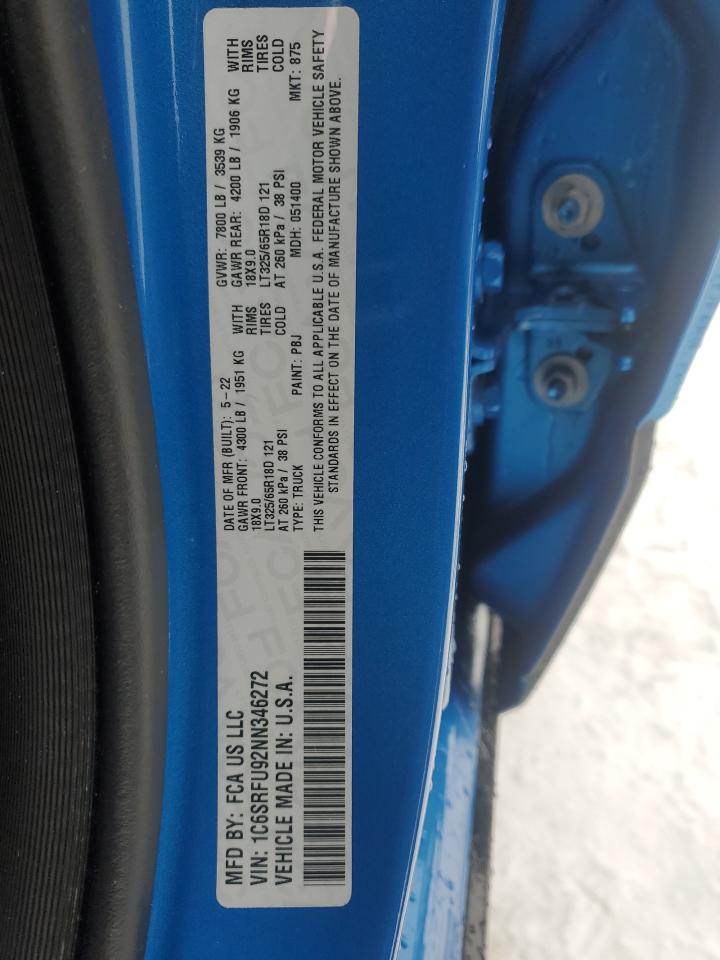 MFD BY: FCA US LLC
VIN: 1C6SRFU92NN346272
VEHICLE MADE IN: U.S.A.
DATE OF MFR (BUILT): 5-22 GVWR: 7800 LB / 3539 KG
GAWR FRONT: 4300 LB / 1951 KG WITH GAWR REAR: 4200 LB / 1906 KG WITH
18X9.0 RIMS 18X9.0 RIMS
LT325/65R18D 121 TIRES LT325/65R18D 121 TIRES
AT 260 kPa / 38 PSI COLD AT 260 kPa / 38 PSI COLD
TYPE: TRUCK PAINT: PBJ MDH: 051400 MKT: 875
THIS VEHICLE CONFORMS TO ALL APPLICABLE U.S.A. FEDERAL MOTOR VEHICLE SAFETY
STANDARDS IN EFFECT ON THE DATE OF MANUFACTURE SHOWN ABOVE.